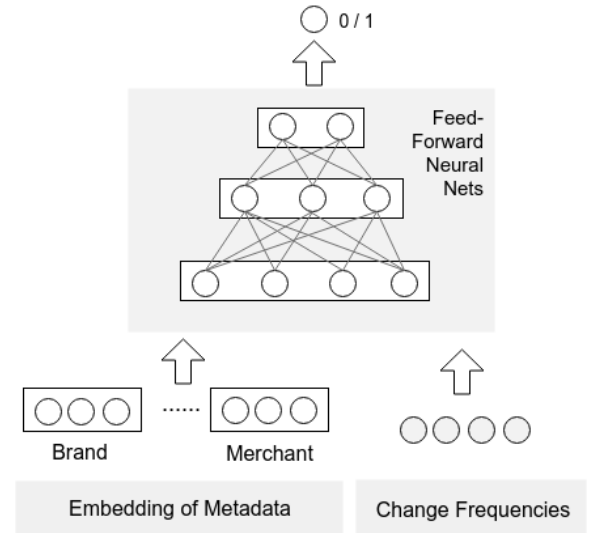 0 / 1
Feed-
Forward
Neural
Nets
......
Brand
Merchant
Embedding of Metadata
Change Frequencies